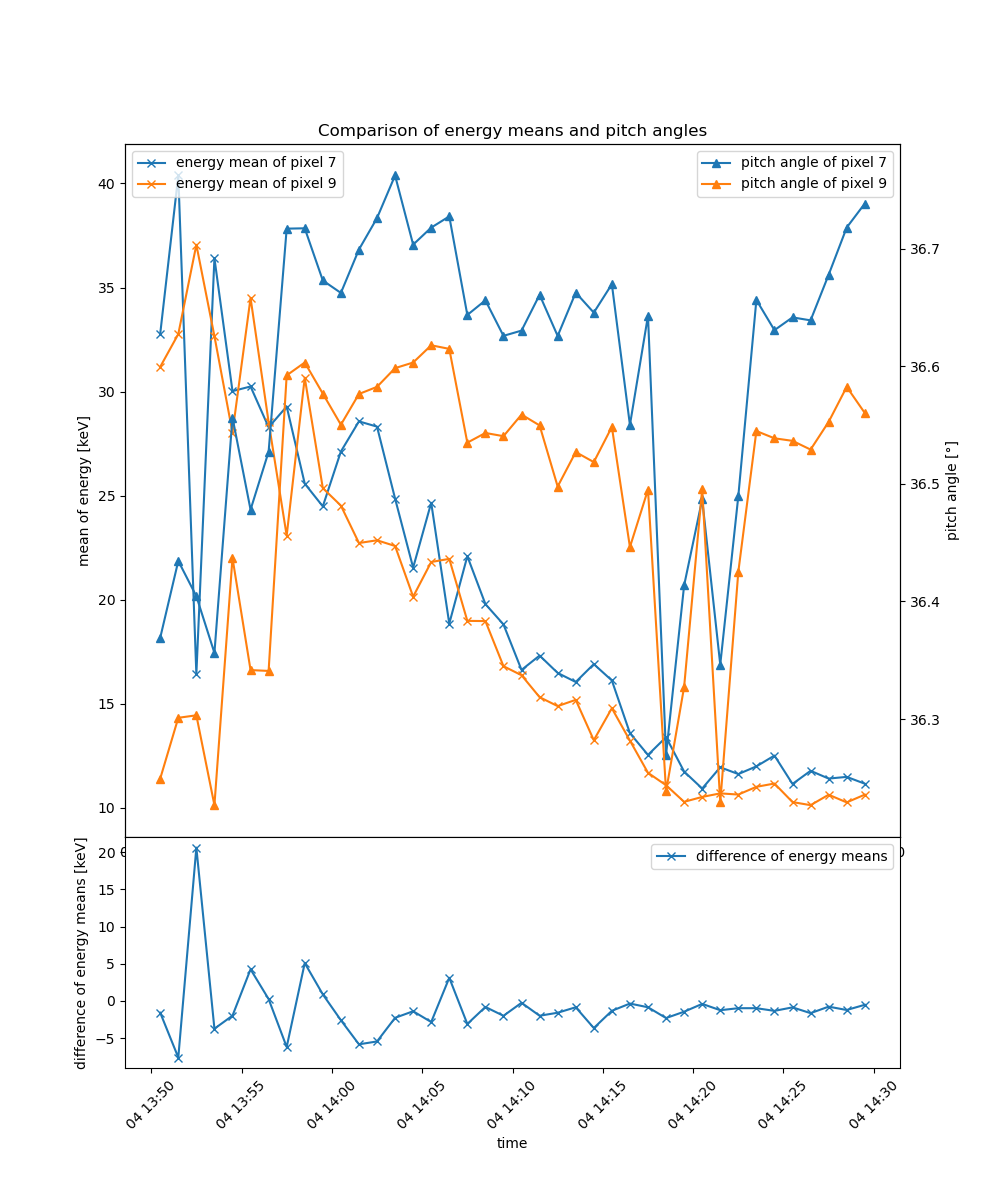 Comparison of energy means and pitch angles
energy mean of pixel 7
energy mean of pixel 9
pitch angle of pixel 7
pitch angle of pixel 9
mean of energy [keV]
40
35
30
25
20
15
10
pitch angle [°]
36.7
36.6
36.5
36.4
36.3
difference of energy means [keV]
20
15
10
5
0
−5
difference of energy means
04 13:50
04 13:55
04 14:00
04 14:05
04 14:10
04 14:15
04 14:20
04 14:25
04 14:30
time